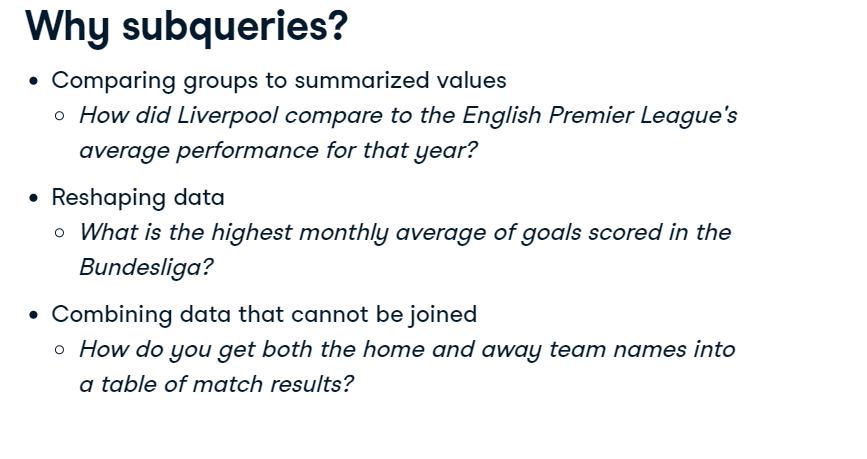 Why subqueries?
• Comparing groups to summarized values
○ How did Liverpool compare to the English Premier League's
average performance for that year?
• Reshaping data
○ What is the highest monthly average of goals scored in the
Bundesliga?
• Combining data that cannot be joined
○ How do you get both the home and away team names into
a table of match results?